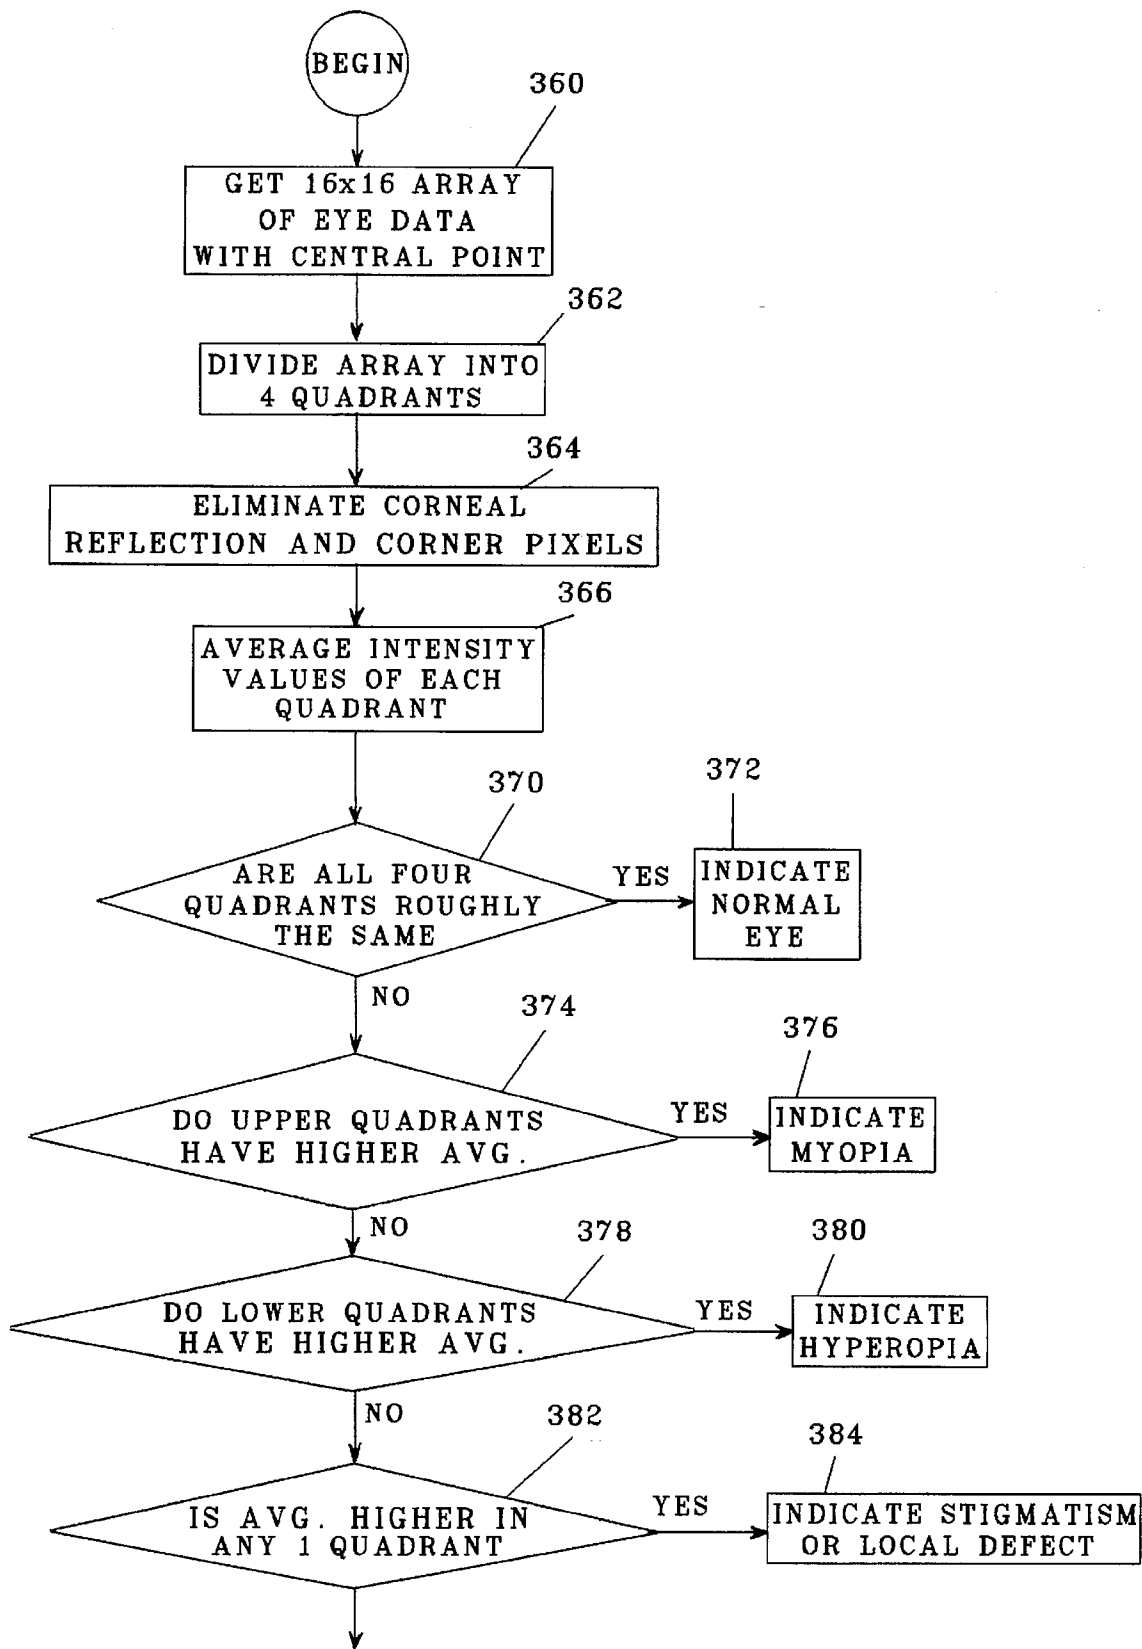 BEGIN
360
GET 16x16 ARRAY
OF EYE DATA
WITH CENTRAL POINT
362
DIVIDE ARRAY INTO
4 QUADRANTS
364
ELIMINATE CORNEAL
REFLECTION AND CORNER PIXELS
366
AVERAGE INTENSITY
VALUES OF EACH
QUADRANT
370
372
ARE ALL FOUR
QUADRANTS ROUGHLY
THE SAME
YES
INDICATE
NORMAL
EYE
NO
374
376
DO UPPER QUADRANTS
HAVE HIGHER AVG.
YES
INDICATE
MYOPIA
NO
378
380
DO LOWER QUADRANTS
HAVE HIGHER AVG.
YES
INDICATE
HYPEROPIA
NO
382
384
IS AVG. HIGHER IN
ANY 1 QUADRANT
YES
INDICATE STIGMATISM
OR LOCAL DEFECT